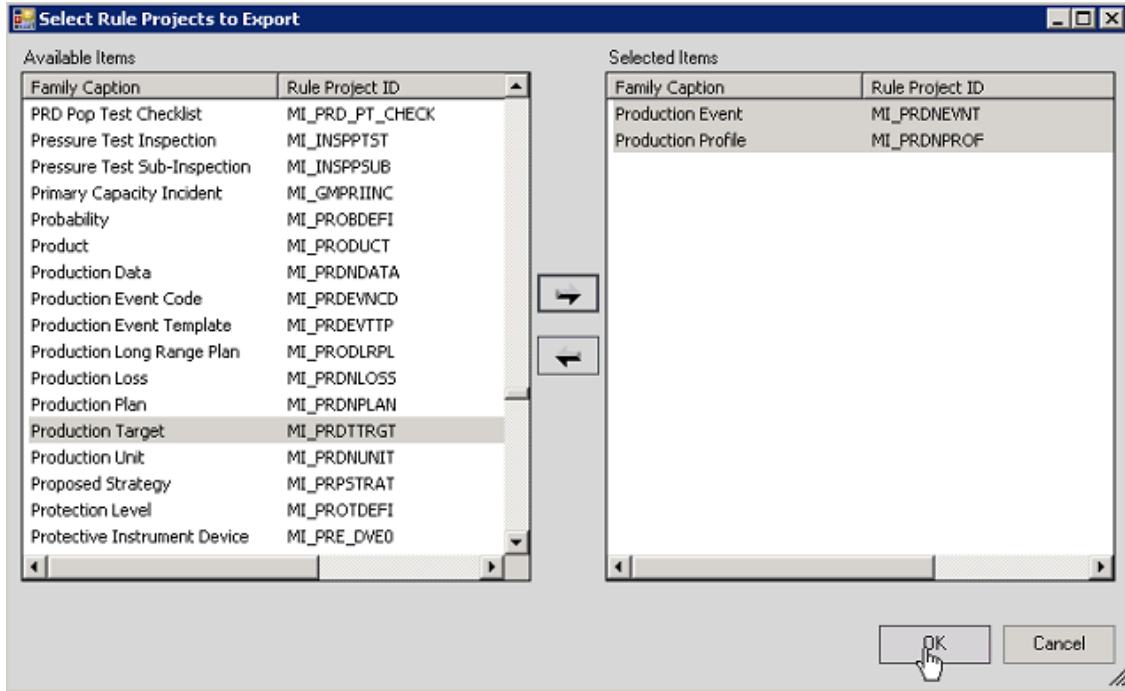 Select Rule Projects to Export
Available Items
Family Caption Rule Project ID
PRD Pop Test Checklist MI_PRD_PT_CHECK
Pressure Test Inspection MI_INSPPTST
Pressure Test Sub-Inspection MI_INSPPSUB
Primary Capacity Incident MI_GMPRIINC
Probability MI_PROBDEFI
Product MI_PRODUCT
Production Data MI_PRDNDATA
Production Event Code MI_PRDEVNCD
Production Event Template MI_PRDEVTTP
Production Long Range Plan MI_PRODLRPL
Production Loss MI_PRDNLOSS
Production Plan MI_PRDNPLAN
Production Target MI_PRDTTRGT
Production Unit MI_PRDNUNIT
Proposed Strategy MI_PRPSTRAT
Protection Level MI_PROTDEFI
Protective Instrument Device MI_PRE_DVE0
Selected Items
Family Caption Rule Project ID
Production Event MI_PRDNEVNT
Production Profile MI_PRDNPROF
OK Cancel